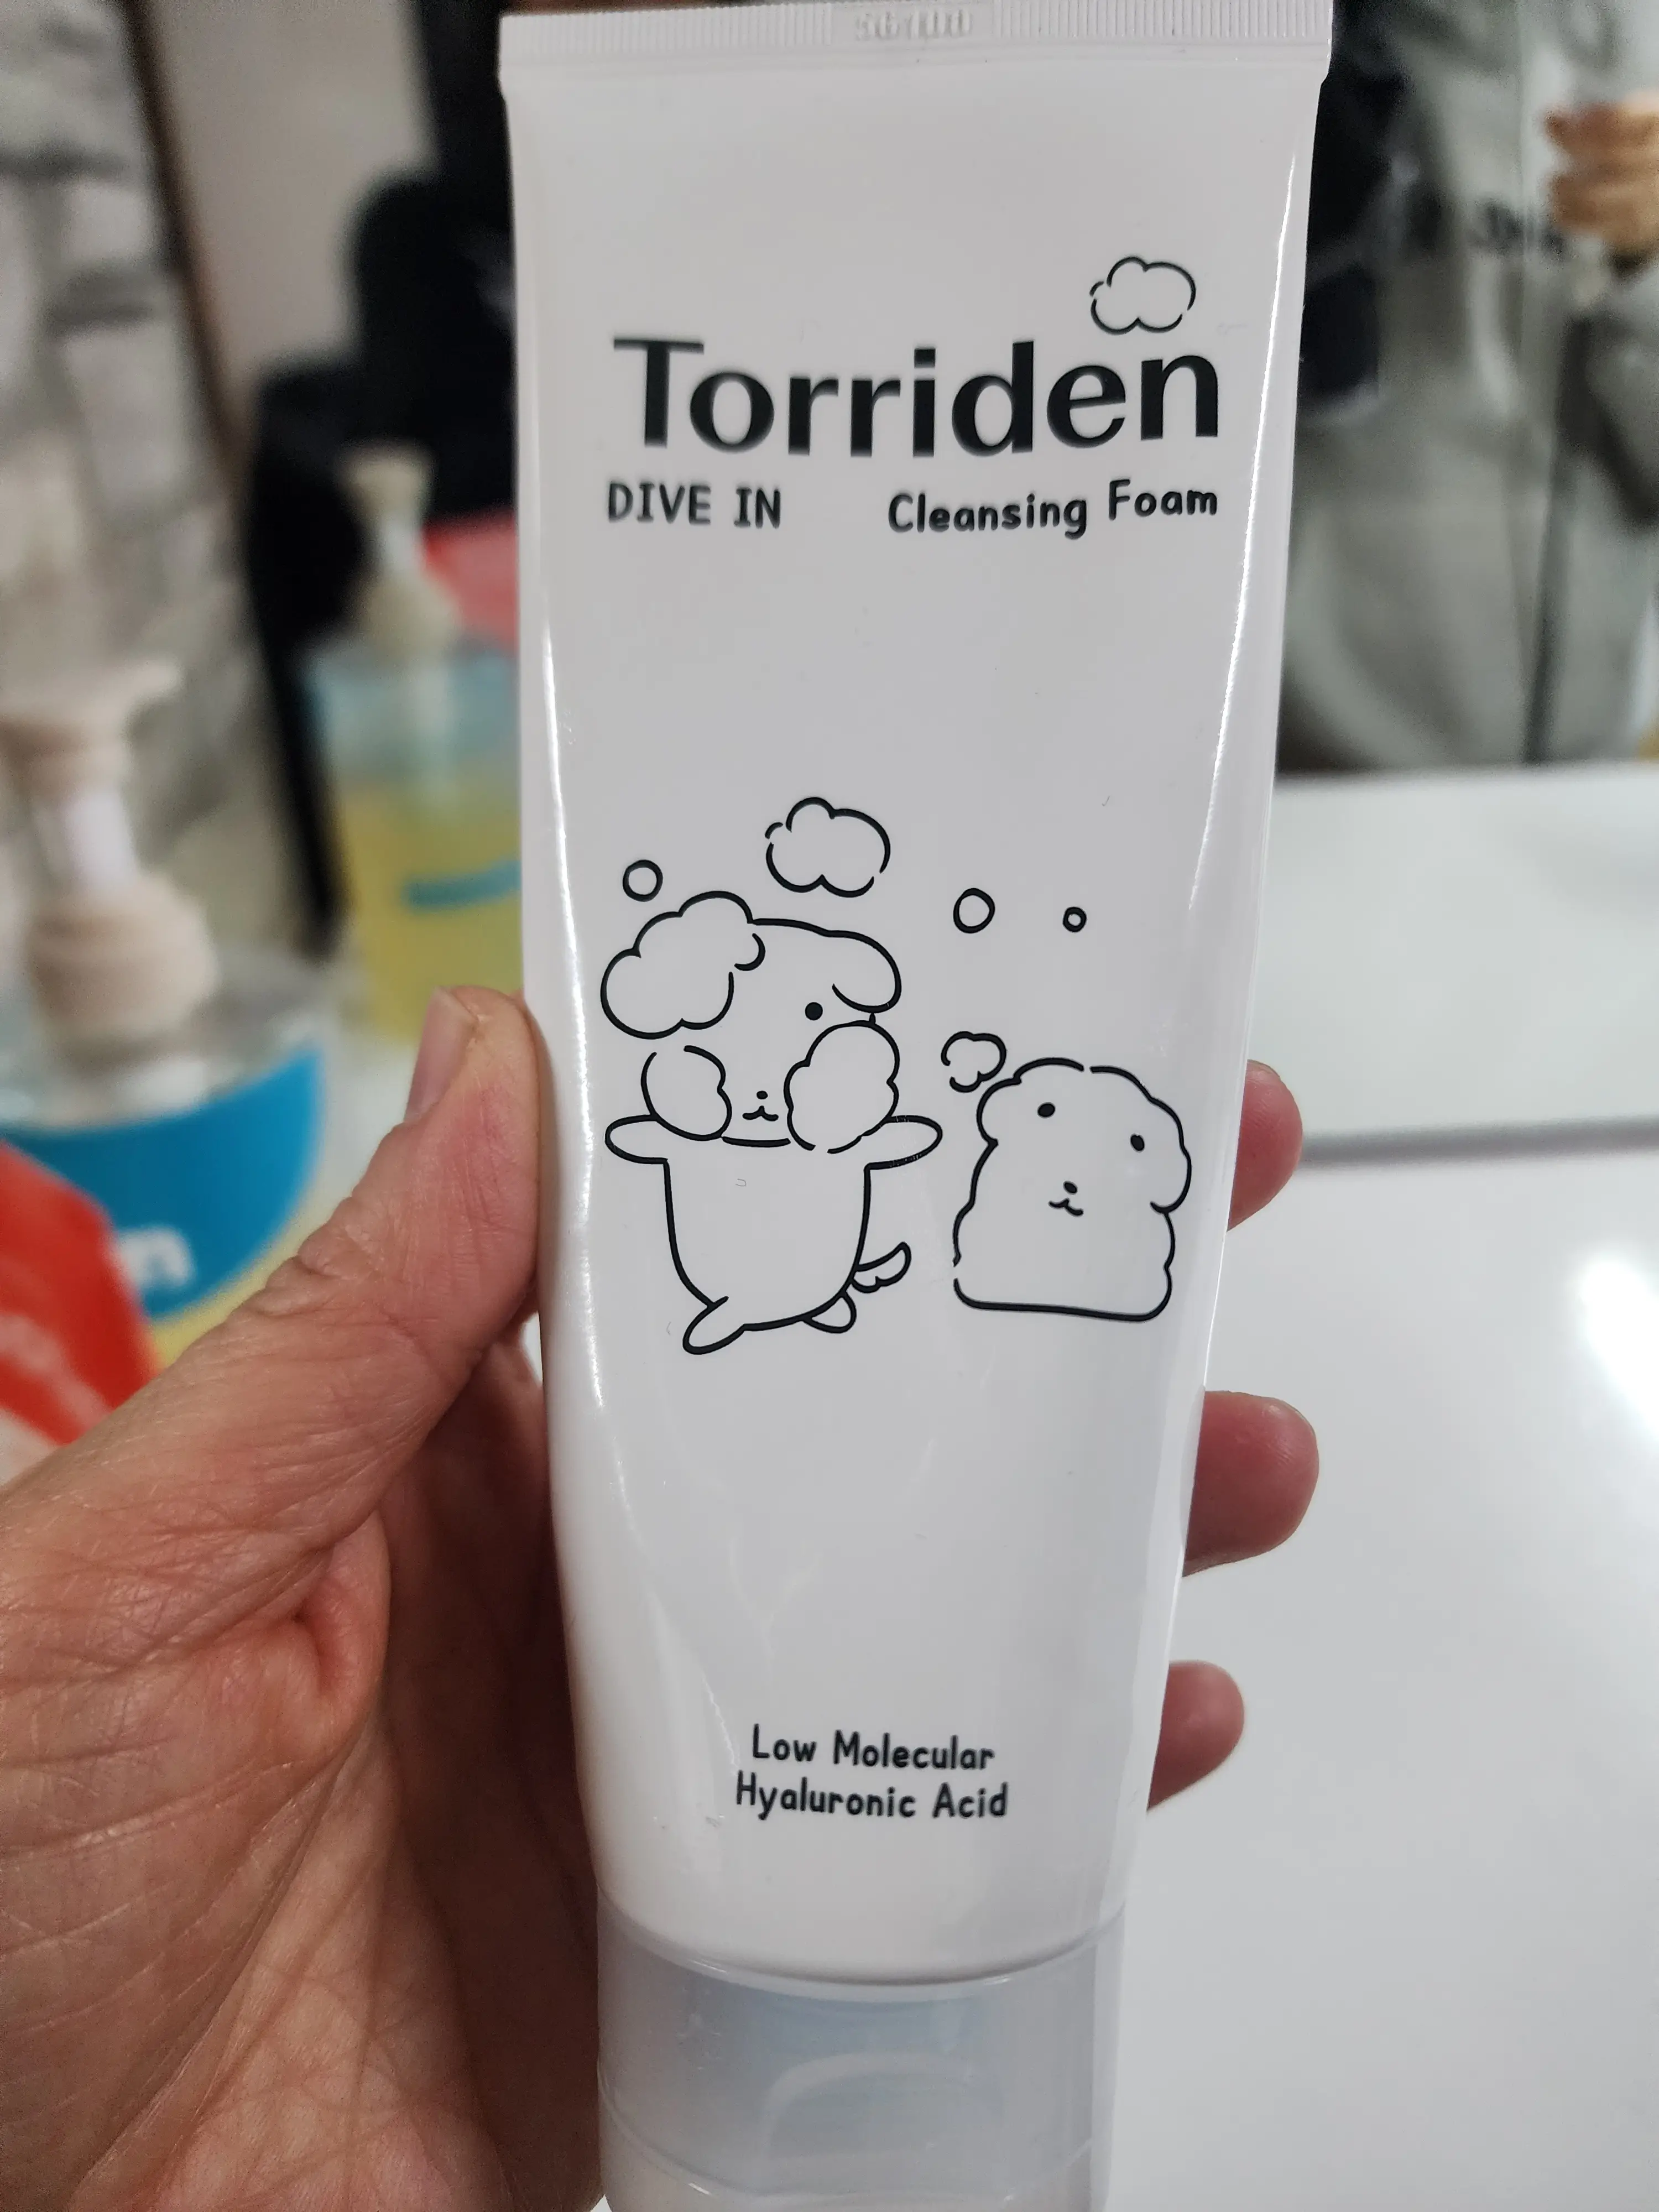 Torriden
DIVE IN Cleansing Foam
Low Molecular
Hyaluronic Acid